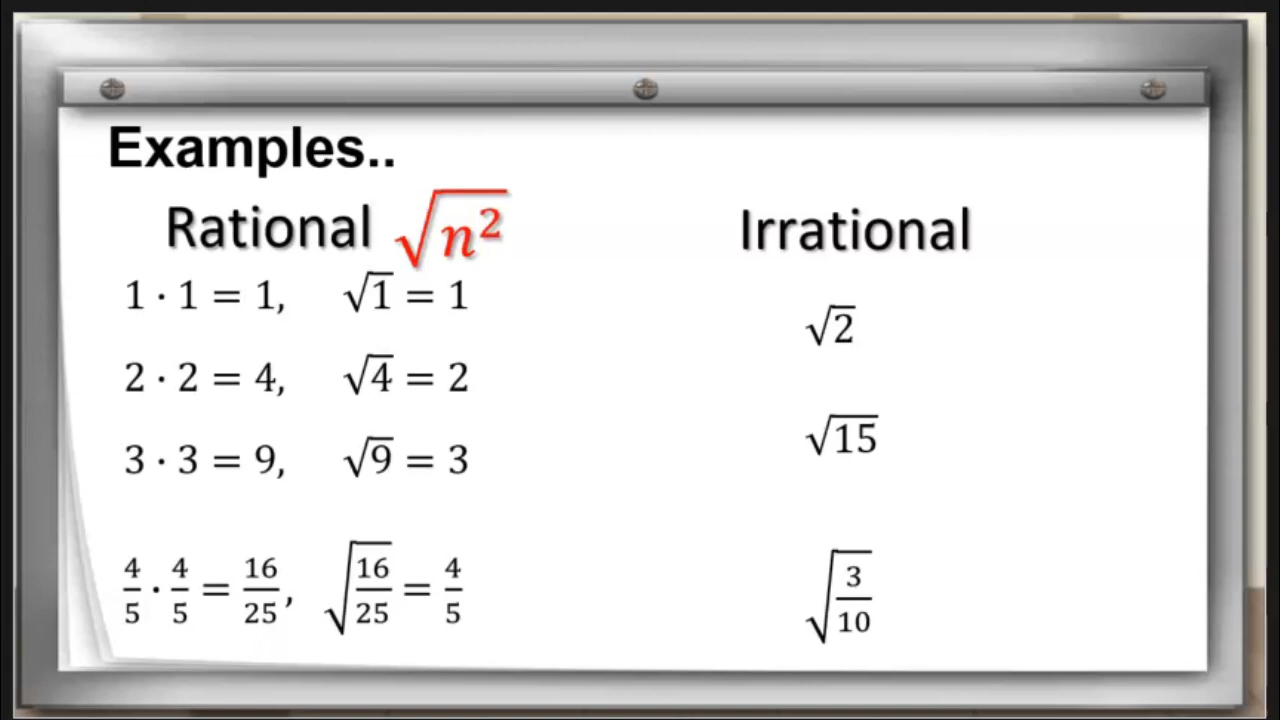 Examples..
Rational √n²
1 · 1 = 1, √1 = 1
2 · 2 = 4, √4 = 2
3 · 3 = 9, √9 = 3
4/5 · 4/5 = 16/25, √(16/25) = 4/5
Irrational
√2
√15
√(3/10)